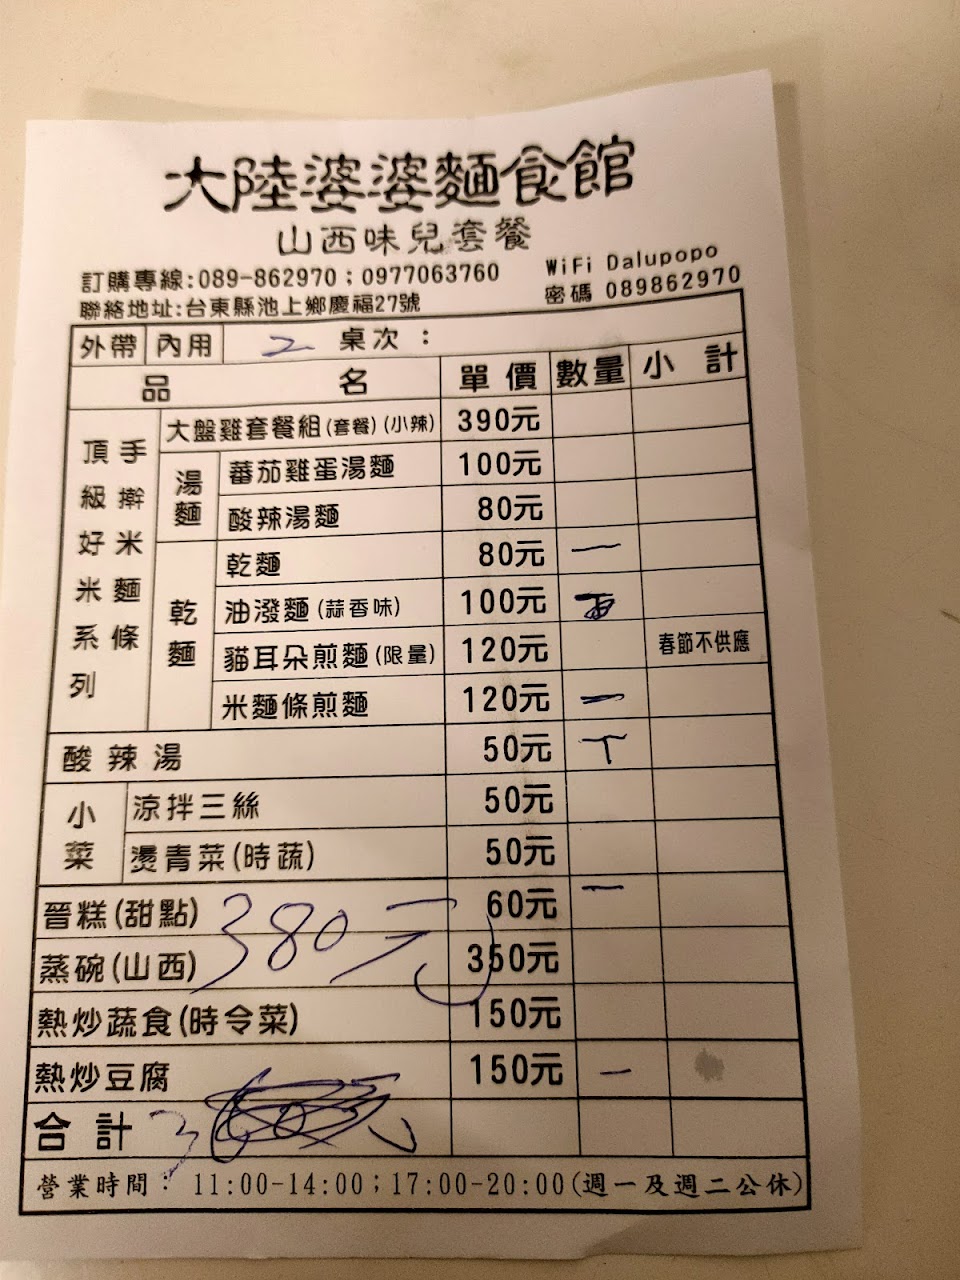 大陸婆婆麵食館
山西味兒套餐
訂購專線:089-862970；0977063760
WiFi Dalupopo
聯絡地址:台東縣池上鄉慶福27號
密碼 089862970
外帶 內用 2 桌次：
品名 單價 數量 小計
頂級好米系列 手擀米麵條
大盤雞套餐組(套餐)(小辣) 390元
湯麵
蕃茄雞蛋湯麵 100元
酸辣湯麵 80元
乾麵
乾麵 80元 一
油潑麵(蒜香味) 100元
貓耳朵煎麵(限量) 120元 春節不供應
米麵條煎麵 120元 一
酸辣湯 50元 丅
小菜
涼拌三絲 50元
燙青菜(時蔬) 50元
晉糕(甜點) 60元 一
380元
蒸碗(山西) 350元
熱炒蔬食(時令菜) 150元
熱炒豆腐 150元 一
合計 3
營業時間：11:00-14:00；17:00-20:00(週一及週二公休)